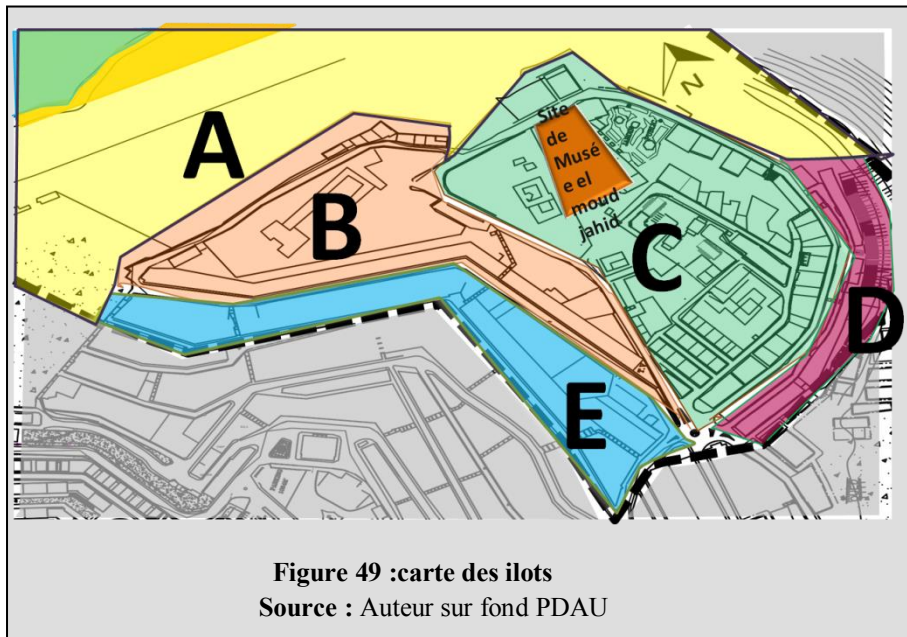 A
B
Site
de
Musé
e el
moud
jahid
C
D
E
N
Figure 49 :carte des ilots
Source : Auteur sur fond PDAU